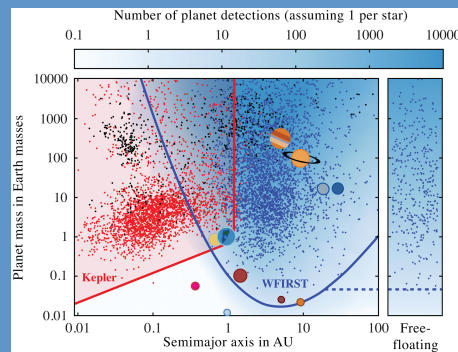 Number of planet detections (assuming 1 per star)
0.1 1 10 60 100 1000 10000
Planet mass in Earth masses
10000
1000
100
10
1
0.1
0.01
Kepler
WFIRST
0.01 0.1 1 10 100
Semimajor axis in AU
Free-
floating